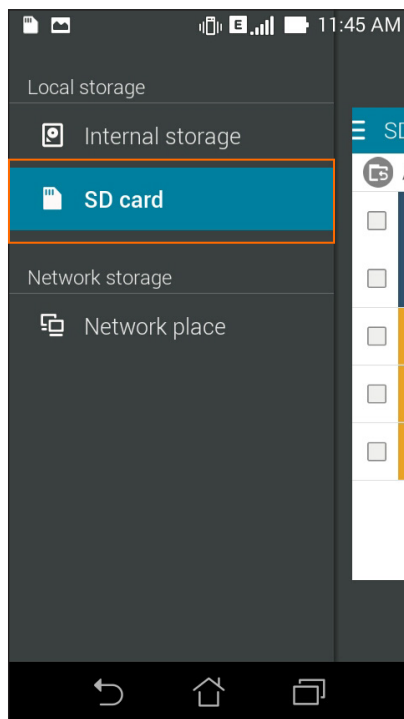 E 11:45 AM
Local storage
Internal storage
SD card
Network storage
Network place